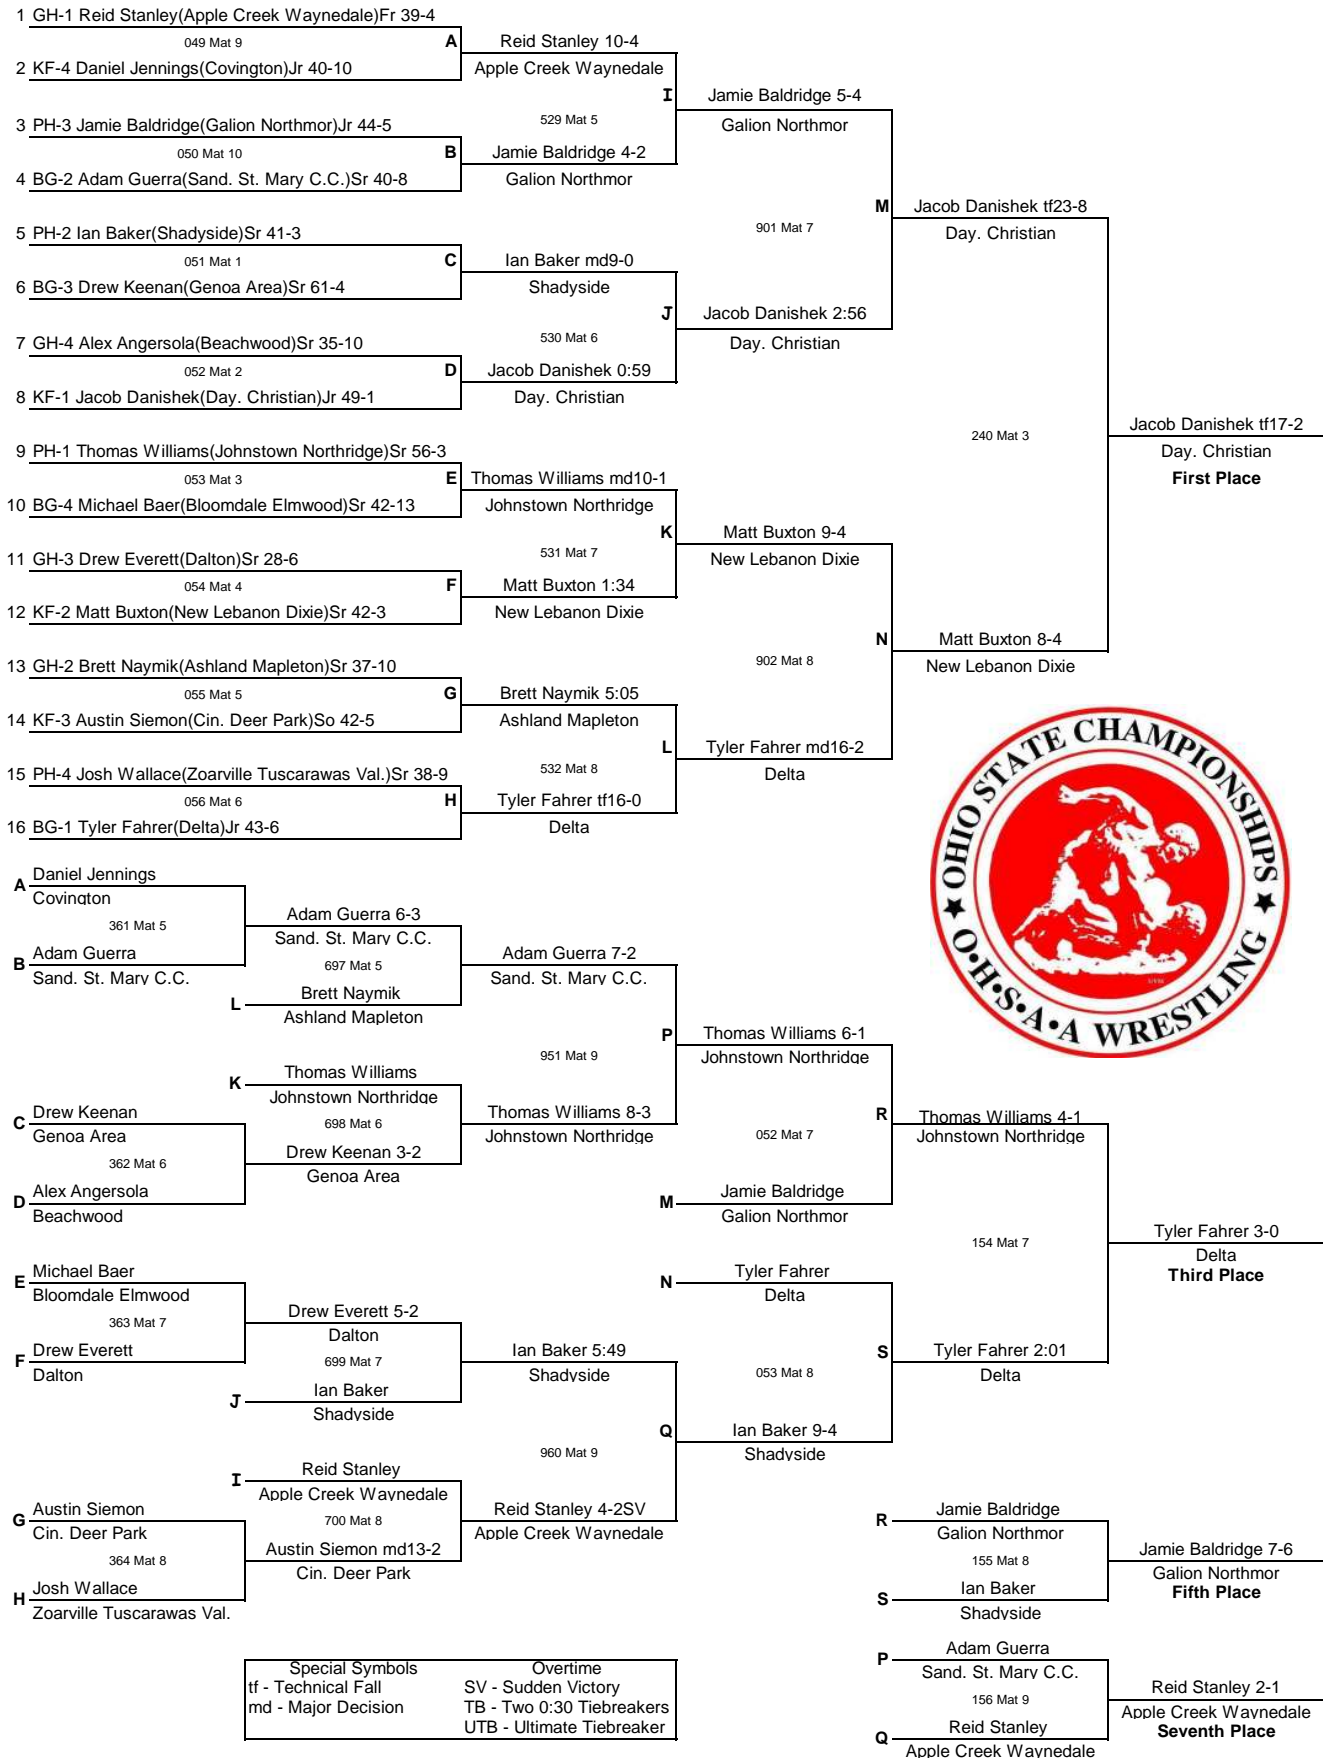 1 GH-1 Reid Stanley(Apple Creek Waynedale)Fr 39-4
049 Mat 9
A
2 KF-4 Daniel Jennings(Covington)Jr 40-10
Reid Stanley 10-4
Apple Creek Waynedale
I
529 Mat 5
3 PH-3 Jamie Baldridge(Galion Northmor)Jr 44-5
050 Mat 10
B
4 BG-2 Adam Guerra(Sand. St. Mary C.C.)Sr 40-8
Jamie Baldridge 4-2
Galion Northmor
Jamie Baldridge 5-4
Galion Northmor
M
901 Mat 7
5 PH-2 Ian Baker(Shadyside)Sr 41-3
051 Mat 1
C
6 BG-3 Drew Keenan(Genoa Area)Sr 61-4
Ian Baker md9-0
Shadyside
J
530 Mat 6
7 GH-4 Alex Angersola(Beachwood)Sr 35-10
052 Mat 2
D
8 KF-1 Jacob Danishek(Day. Christian)Jr 49-1
Jacob Danishek 0:59
Day. Christian
Jacob Danishek 2:56
Day. Christian
Jacob Danishek tf23-8
Day. Christian
240 Mat 3
Jacob Danishek tf17-2
Day. Christian
First Place
9 PH-1 Thomas Williams(Johnstown Northridge)Sr 56-3
053 Mat 3
E
10 BG-4 Michael Baer(Bloomdale Elmwood)Sr 42-13
Thomas Williams md10-1
Johnstown Northridge
K
531 Mat 7
11 GH-3 Drew Everett(Dalton)Sr 28-6
054 Mat 4
F
12 KF-2 Matt Buxton(New Lebanon Dixie)Sr 42-3
Matt Buxton 1:34
New Lebanon Dixie
Matt Buxton 9-4
New Lebanon Dixie
N
902 Mat 8
Matt Buxton 8-4
New Lebanon Dixie
13 GH-2 Brett Naymik(Ashland Mapleton)Sr 37-10
055 Mat 5
G
14 KF-3 Austin Siemon(Cin. Deer Park)So 42-5
Brett Naymik 5:05
Ashland Mapleton
L
532 Mat 8
15 PH-4 Josh Wallace(Zoarville Tuscarawas Val.)Sr 38-9
056 Mat 6
H
16 BG-1 Tyler Fahrer(Delta)Jr 43-6
Tyler Fahrer tf16-0
Delta
Tyler Fahrer md16-2
Delta
★ OHIO STATE CHAMPIONSHIPS ★
O•H•S•A•A WRESTLING
A Daniel Jennings
Covington
361 Mat 5
B Adam Guerra
Sand. St. Mary C.C.
Adam Guerra 6-3
Sand. St. Mary C.C.
697 Mat 5
L Brett Naymik
Ashland Mapleton
Adam Guerra 7-2
Sand. St. Mary C.C.
P
951 Mat 9
K Thomas Williams
Johnstown Northridge
698 Mat 6
C Drew Keenan
Genoa Area
362 Mat 6
D Alex Angersola
Beachwood
Drew Keenan 3-2
Genoa Area
Thomas Williams 8-3
Johnstown Northridge
Thomas Williams 6-1
Johnstown Northridge
R
052 Mat 7
M Jamie Baldridge
Galion Northmor
Thomas Williams 4-1
Johnstown Northridge
154 Mat 7
Tyler Fahrer 3-0
Delta
Third Place
E Michael Baer
Bloomdale Elmwood
363 Mat 7
F Drew Everett
Dalton
Drew Everett 5-2
Dalton
699 Mat 7
J Ian Baker
Shadyside
Ian Baker 5:49
Shadyside
Q
960 Mat 9
N Tyler Fahrer
Delta
S
053 Mat 8
Tyler Fahrer 2:01
Delta
Ian Baker 9-4
Shadyside
I Reid Stanley
Apple Creek Waynedale
700 Mat 8
G Austin Siemon
Cin. Deer Park
364 Mat 8
H Josh Wallace
Zoarville Tuscarawas Val.
Austin Siemon md13-2
Cin. Deer Park
Reid Stanley 4-2SV
Apple Creek Waynedale
R Jamie Baldridge
Galion Northmor
155 Mat 8
S Ian Baker
Shadyside
Jamie Baldridge 7-6
Galion Northmor
Fifth Place
P Adam Guerra
Sand. St. Mary C.C.
156 Mat 9
Q Reid Stanley
Apple Creek Waynedale
Reid Stanley 2-1
Apple Creek Waynedale
Seventh Place
Special Symbols
tf - Technical Fall
md - Major Decision
Overtime
SV - Sudden Victory
TB - Two 0:30 Tiebreakers
UTB - Ultimate Tiebreaker